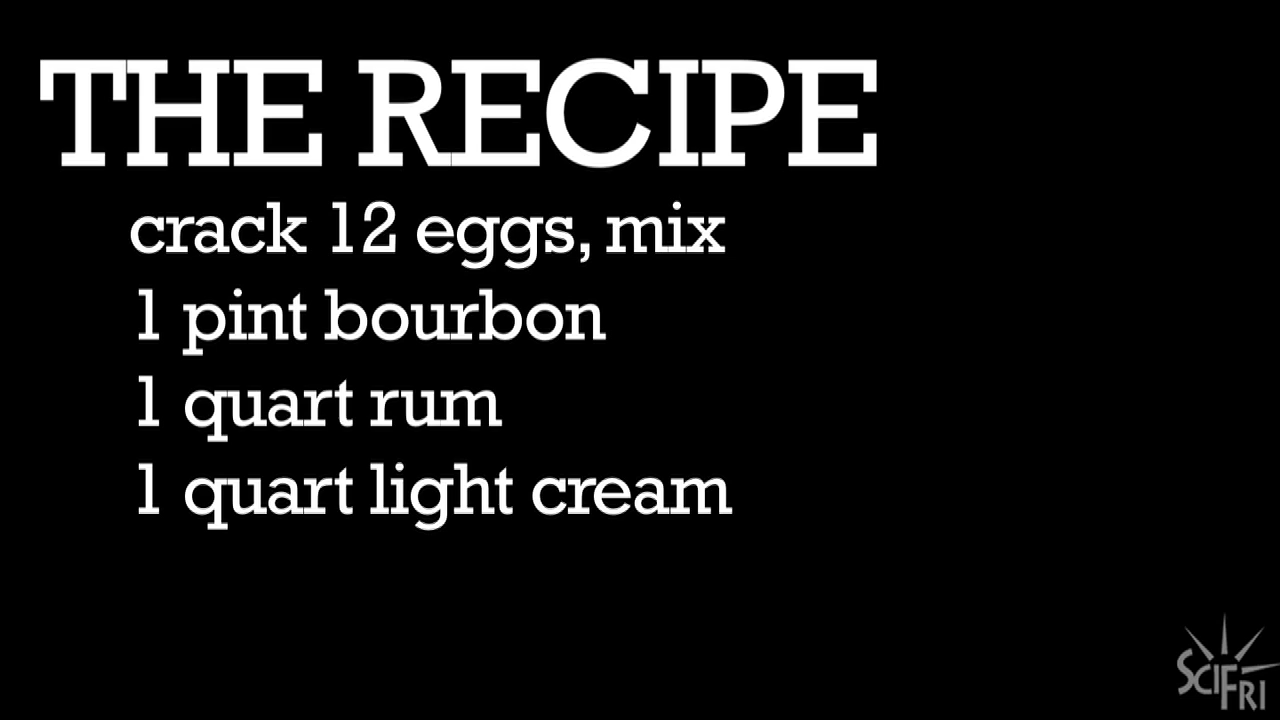 THE RECIPE
crack 12 eggs, mix
1 pint bourbon
1 quart rum
1 quart light cream
SCIFRI